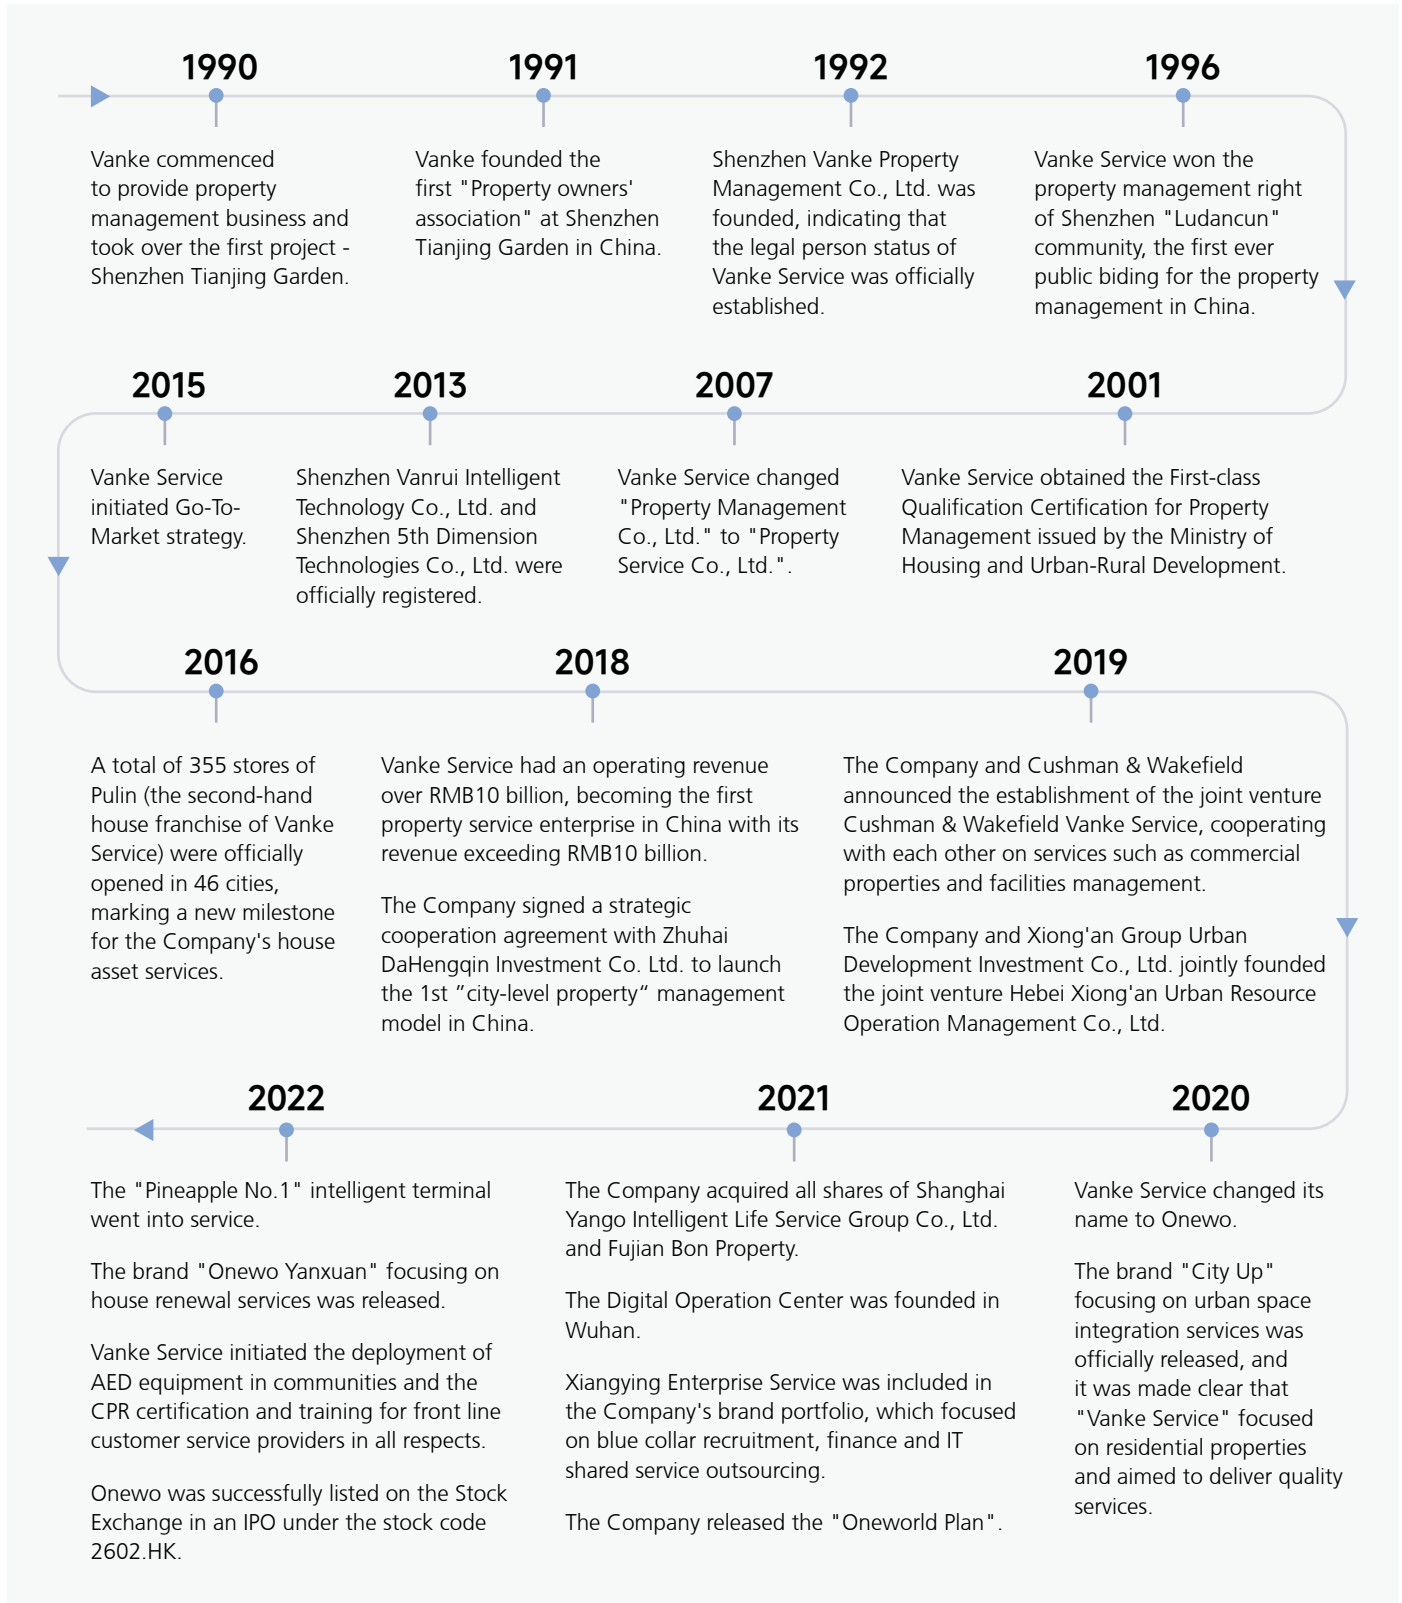 1990
Vanke commenced
to provide property
management business and
took over the first project -
Shenzhen Tianjing Garden.
1991
Vanke founded the
first "Property owners'
association" at Shenzhen
Tianjing Garden in China.
1992
Shenzhen Vanke Property
Management Co., Ltd. was
founded, indicating that
the legal person status of
Vanke Service was officially
established.
1996
Vanke Service won the
property management right
of Shenzhen "Ludancun"
community, the first ever
public biding for the property
management in China.
2001
Vanke Service obtained the First-class
Qualification Certification for Property
Management issued by the Ministry of
Housing and Urban-Rural Development.
2007
Vanke Service changed
"Property Management
Co., Ltd." to "Property
Service Co., Ltd.".
2013
Shenzhen Vanrui Intelligent
Technology Co., Ltd. and
Shenzhen 5th Dimension
Technologies Co., Ltd. were
officially registered.
2015
Vanke Service
initiated Go-To-
Market strategy.
2016
A total of 355 stores of
Pulin (the second-hand
house franchise of Vanke
Service) were officially
opened in 46 cities,
marking a new milestone
for the Company's house
asset services.
2018
Vanke Service had an operating revenue
over RMB10 billion, becoming the first
property service enterprise in China with its
revenue exceeding RMB10 billion.
The Company signed a strategic
cooperation agreement with Zhuhai
DaHengqin Investment Co. Ltd. to launch
the 1st ″city-level property“ management
model in China.
2019
The Company and Cushman & Wakefield
announced the establishment of the joint venture
Cushman & Wakefield Vanke Service, cooperating
with each other on services such as commercial
properties and facilities management.
The Company and Xiong'an Group Urban
Development Investment Co., Ltd. jointly founded
the joint venture Hebei Xiong'an Urban Resource
Operation Management Co., Ltd.
2020
Vanke Service changed its
name to Onewo.
The brand "City Up"
focusing on urban space
integration services was
officially released, and
it was made clear that
"Vanke Service" focused
on residential properties
and aimed to deliver quality
services.
2021
The Company acquired all shares of Shanghai
Yango Intelligent Life Service Group Co., Ltd.
and Fujian Bon Property.
The Digital Operation Center was founded in
Wuhan.
Xiangying Enterprise Service was included in
the Company's brand portfolio, which focused
on blue collar recruitment, finance and IT
shared service outsourcing.
The Company released the "Oneworld Plan".
2022
The "Pineapple No.1" intelligent terminal
went into service.
The brand "Onewo Yanxuan" focusing on
house renewal services was released.
Vanke Service initiated the deployment of
AED equipment in communities and the
CPR certification and training for front line
customer service providers in all respects.
Onewo was successfully listed on the Stock
Exchange in an IPO under the stock code
2602.HK.